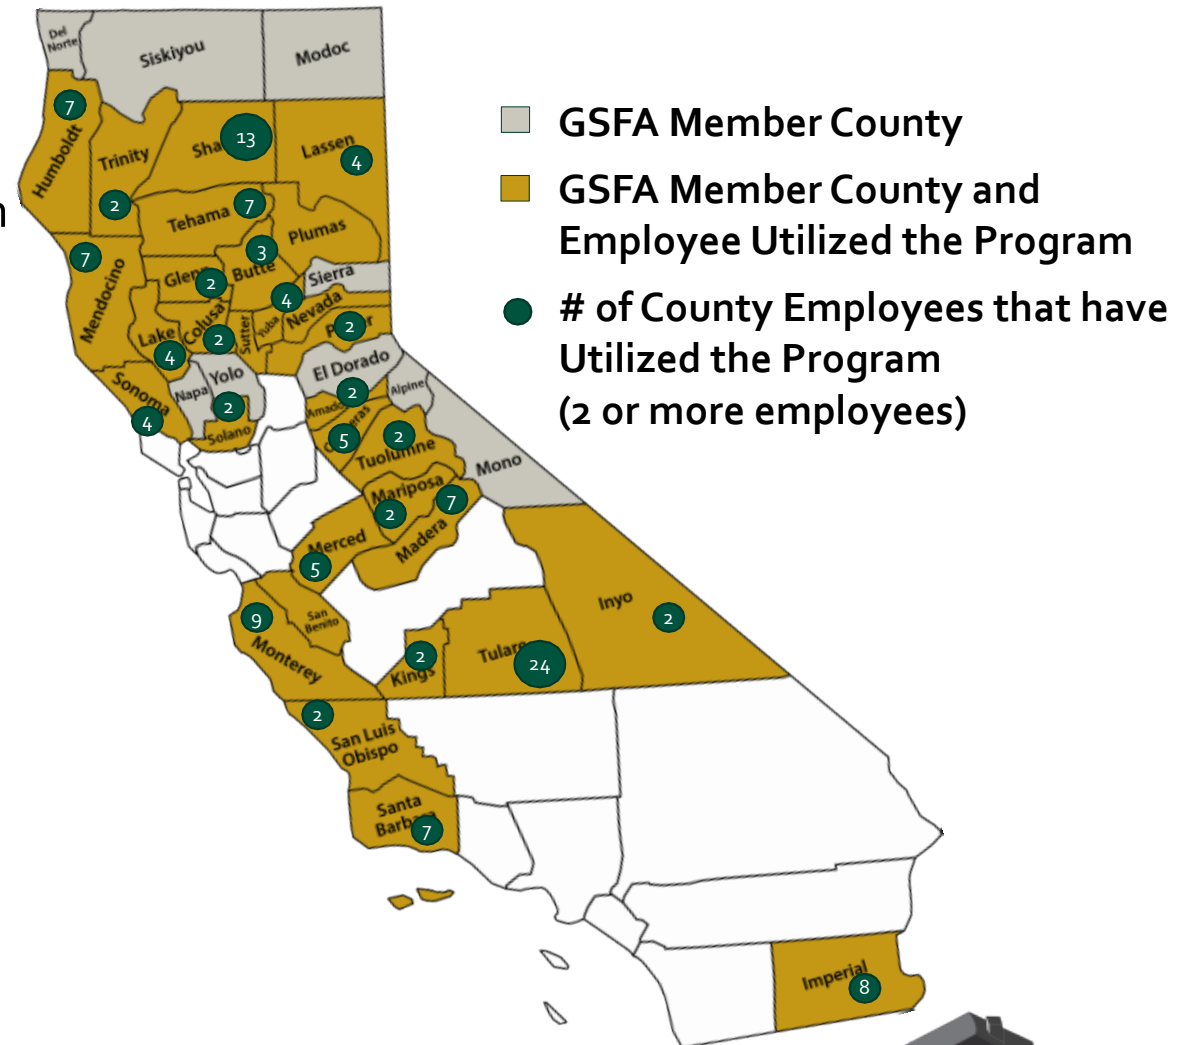 Del
Norte
Siskiyou
Modoc
7
Humboldt
Trinity
2
Sha
13
Lassen
4
n
Tehama
7
Plumas
7
Mendocino
3
Butte
Glenn
2
Sierra
4
Nevada
Yuba
Sutter
Colusa
2
Lake
4
2
El Dorado
2
Alpine
Sonoma
4
Napa
Yolo
2
Solano
5
2
Tuolumne
Mono
Mariposa
2
7
Madera
Merced
5
San
Benito
9
Monterey
Inyo
2
2
Kings
Tulare
24
2
San Luis
Obispo
Santa
Barbara
7
Imperial
8
GSFA Member County
GSFA Member County and
Employee Utilized the Program
# of County Employees that have
Utilized the Program
(2 or more employees)